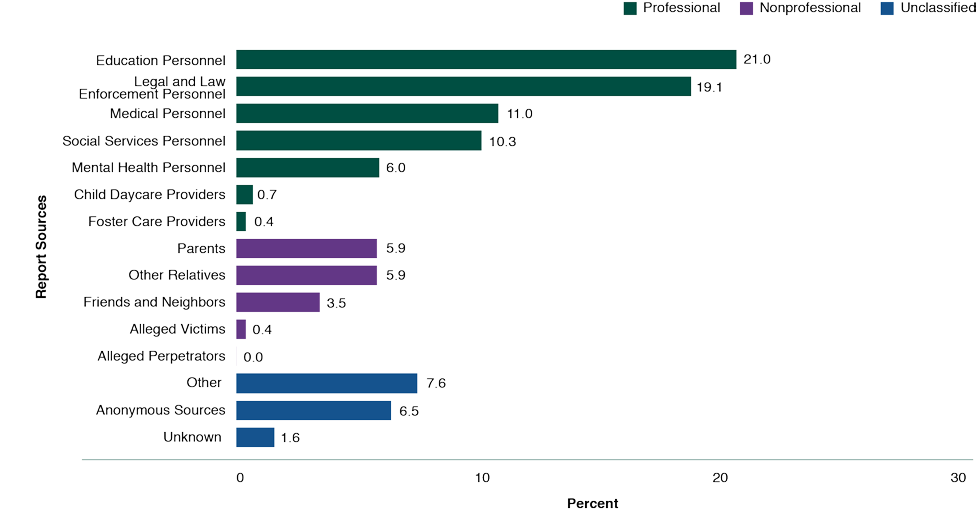 Professional Nonprofessional Unclassified
Education Personnel 21.0
Legal and Law
Enforcement Personnel 19.1
Medical Personnel 11.0
Social Services Personnel 10.3
Mental Health Personnel 6.0
Child Daycare Providers 0.7
Foster Care Providers 0.4
Parents 5.9
Other Relatives 5.9
Friends and Neighbors 3.5
Alleged Victims 0.4
Alleged Perpetrators 0.0
Other 7.6
Anonymous Sources 6.5
Unknown 1.6
Report Sources
0 10 20 30
Percent